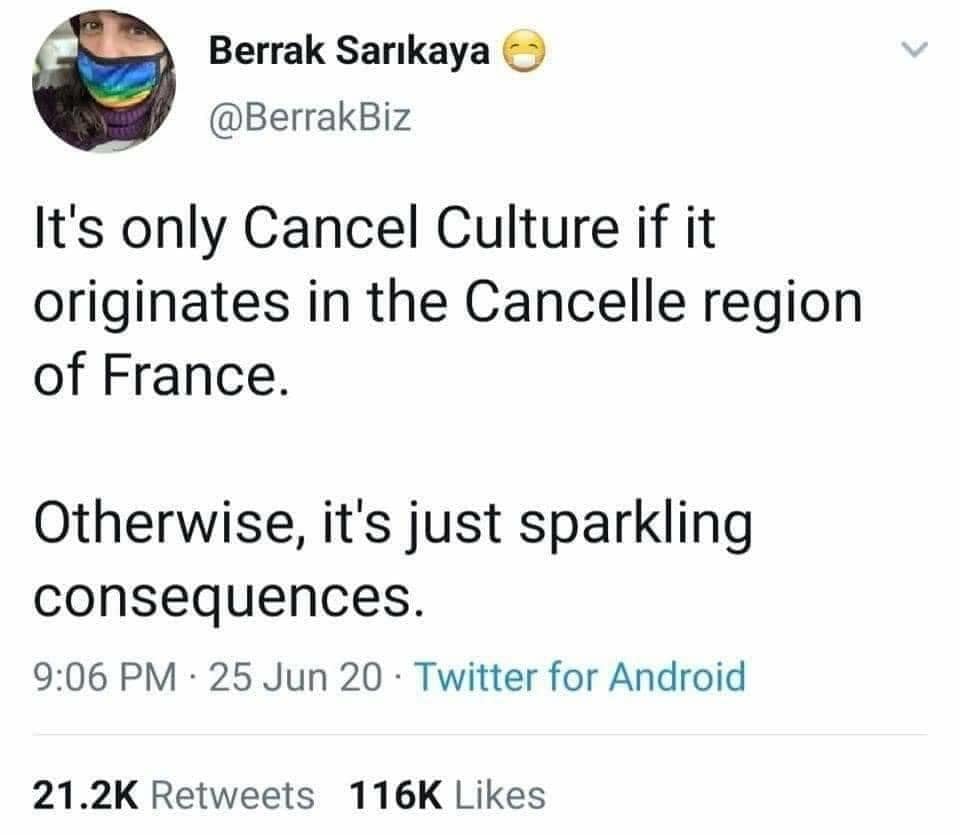 Berrak Sarıkaya 😷
@BerrakBiz
It's only Cancel Culture if it
originates in the Cancelle region
of France.
Otherwise, it's just sparkling
consequences.
9:06 PM · 25 Jun 20 · Twitter for Android
21.2K Retweets 116K Likes